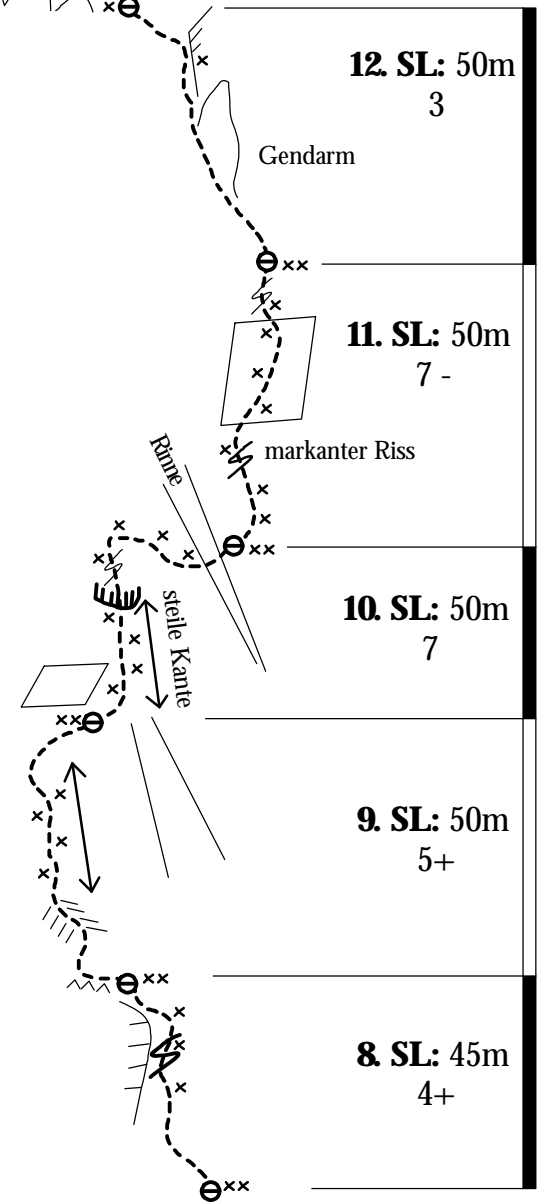 12. SL: 50m
3
Gendarm
11. SL: 50m
7 -
markanter Riss
Rinne
10. SL: 50m
7
steile Kante
9. SL: 50m
5+
8. SL: 45m
4+